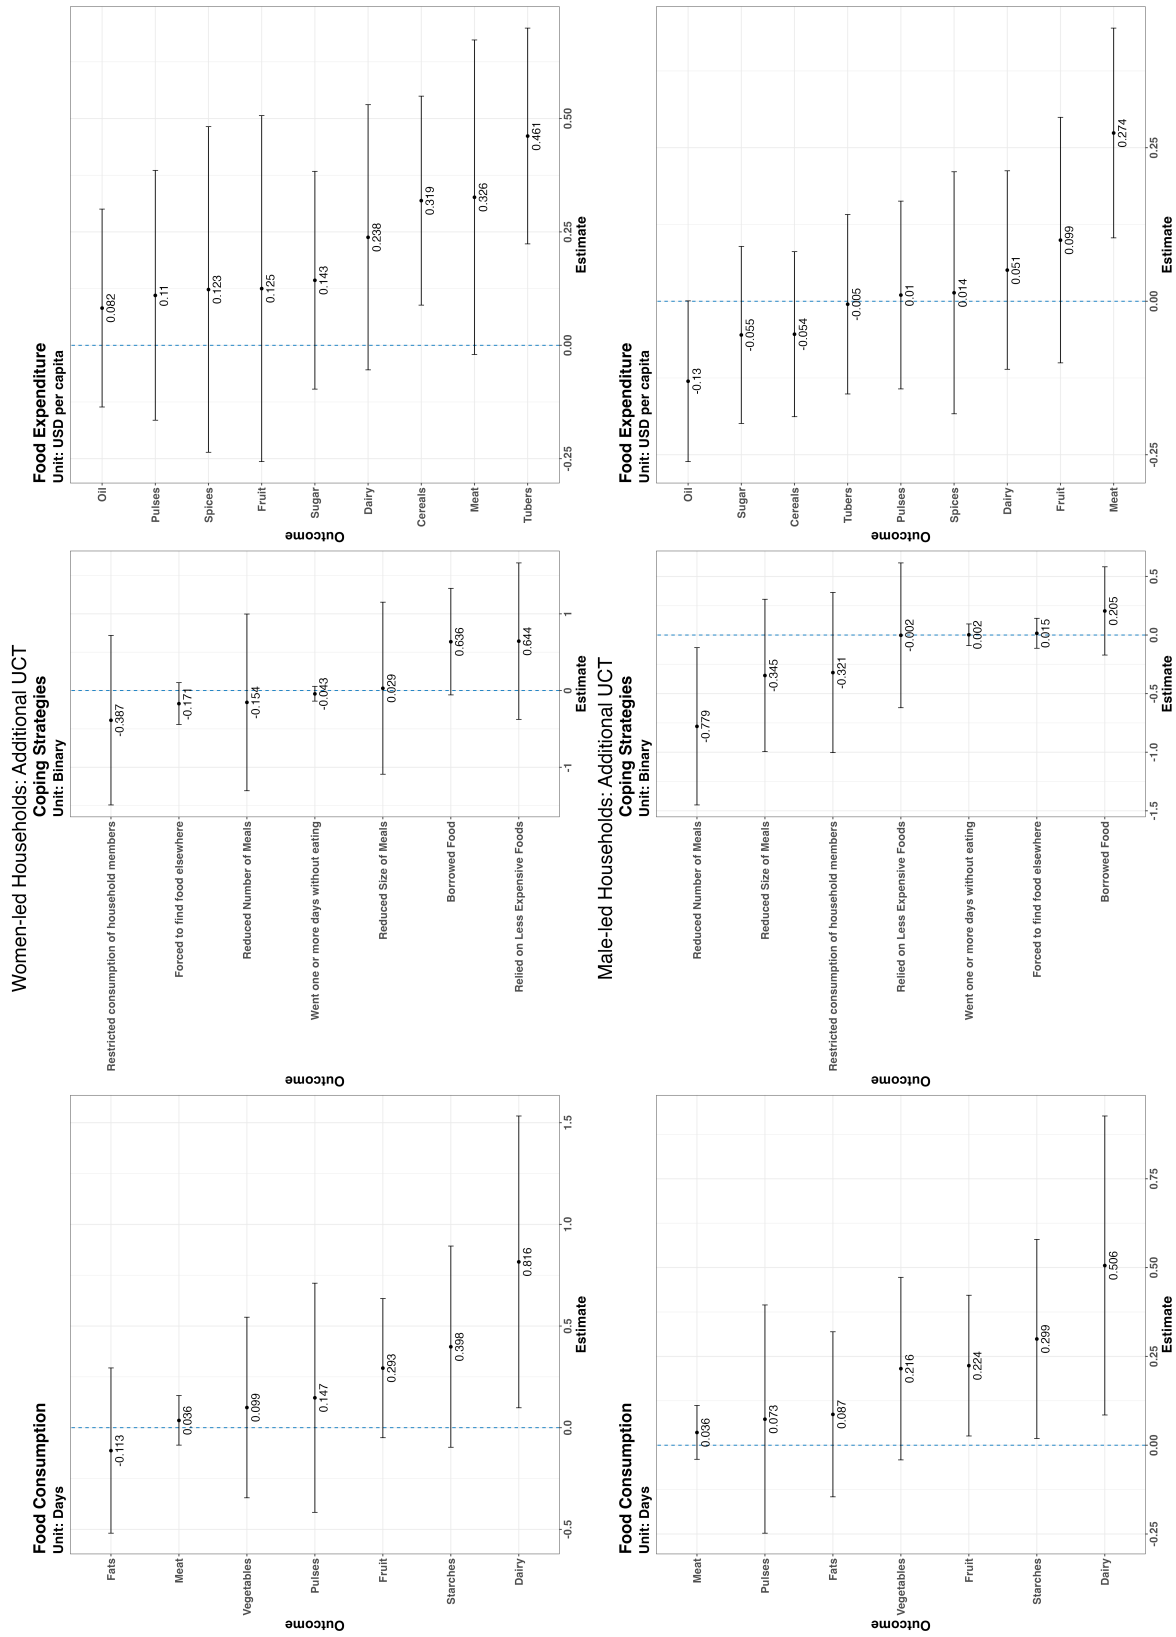 Women-led Households: Additional UCT
Food Consumption
Unit: Days
Outcome
Fats
Meat
Vegetables
Pulses
Fruit
Starches
Dairy
-0.113
0.036
0.099
0.147
0.293
0.398
0.816
-0.5
0.0
0.5
1.0
1.5
Estimate
Coping Strategies
Unit: Binary
Outcome
Restricted consumption of household members
Forced to find food elsewhere
Reduced Number of Meals
Went one or more days without eating
Reduced Size of Meals
Borrowed Food
Relied on Less Expensive Foods
-0.387
-0.171
-0.154
-0.043
0.029
0.636
0.644
-1
0
1
Estimate
Food Expenditure
Unit: USD per capita
Outcome
Oil
Pulses
Spices
Fruit
Sugar
Dairy
Cereals
Meat
Tubers
0.082
0.11
0.123
0.125
0.143
0.238
0.319
0.326
0.461
-0.25
0.00
0.25
0.50
Estimate
Male-led Households: Additional UCT
Food Consumption
Unit: Days
Outcome
Meat
Pulses
Fats
Vegetables
Fruit
Starches
Dairy
0.036
0.073
0.087
0.216
0.224
0.299
0.506
-0.25
0.00
0.25
0.50
0.75
Estimate
Coping Strategies
Unit: Binary
Outcome
Reduced Number of Meals
Reduced Size of Meals
Restricted consumption of household members
Relied on Less Expensive Foods
Went one or more days without eating
Forced to find food elsewhere
Borrowed Food
-0.779
-0.345
-0.321
-0.002
0.002
0.015
0.205
-1.5
-1.0
-0.5
0.0
0.5
Estimate
Food Expenditure
Unit: USD per capita
Outcome
Oil
Sugar
Cereals
Tubers
Pulses
Spices
Dairy
Fruit
Meat
-0.13
-0.055
-0.054
-0.005
0.01
0.014
0.051
0.099
0.274
-0.25
0.00
0.25
Estimate